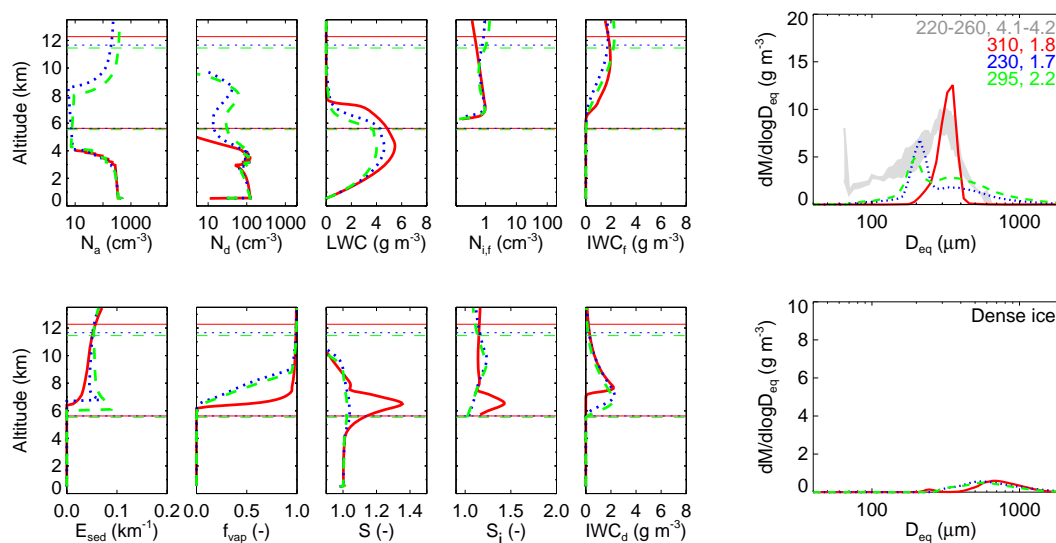 12
10
8
6
4
2
0
Altitude (km)
10
1000
N_a (cm⁻³)
10
100
1000
N_d (cm⁻³)
0 2 4 6 8
LWC (g m⁻³)
1
10
100
N_i,f (cm⁻³)
0 2 4 6 8
IWC_f (g m⁻³)
20
15
10
5
0
dM/dlogD_eq (g m⁻³)
220-260, 4.1-4.2
310, 1.8
230, 1.7
295, 2.2
100
1000
D_eq (μm)
12
10
8
6
4
2
0
Altitude (km)
0.0 0.1 0.2
E_sed (km⁻¹)
0.0 1.0
f_vap (-)
1.0 1.2 1.4
S (-)
1.0 1.5
S_i (-)
0 2 4 6 8
IWC_d (g m⁻³)
10
8
6
4
2
0
dM/dlogD_eq (g m⁻³)
Dense ice
100
1000
D_eq (μm)